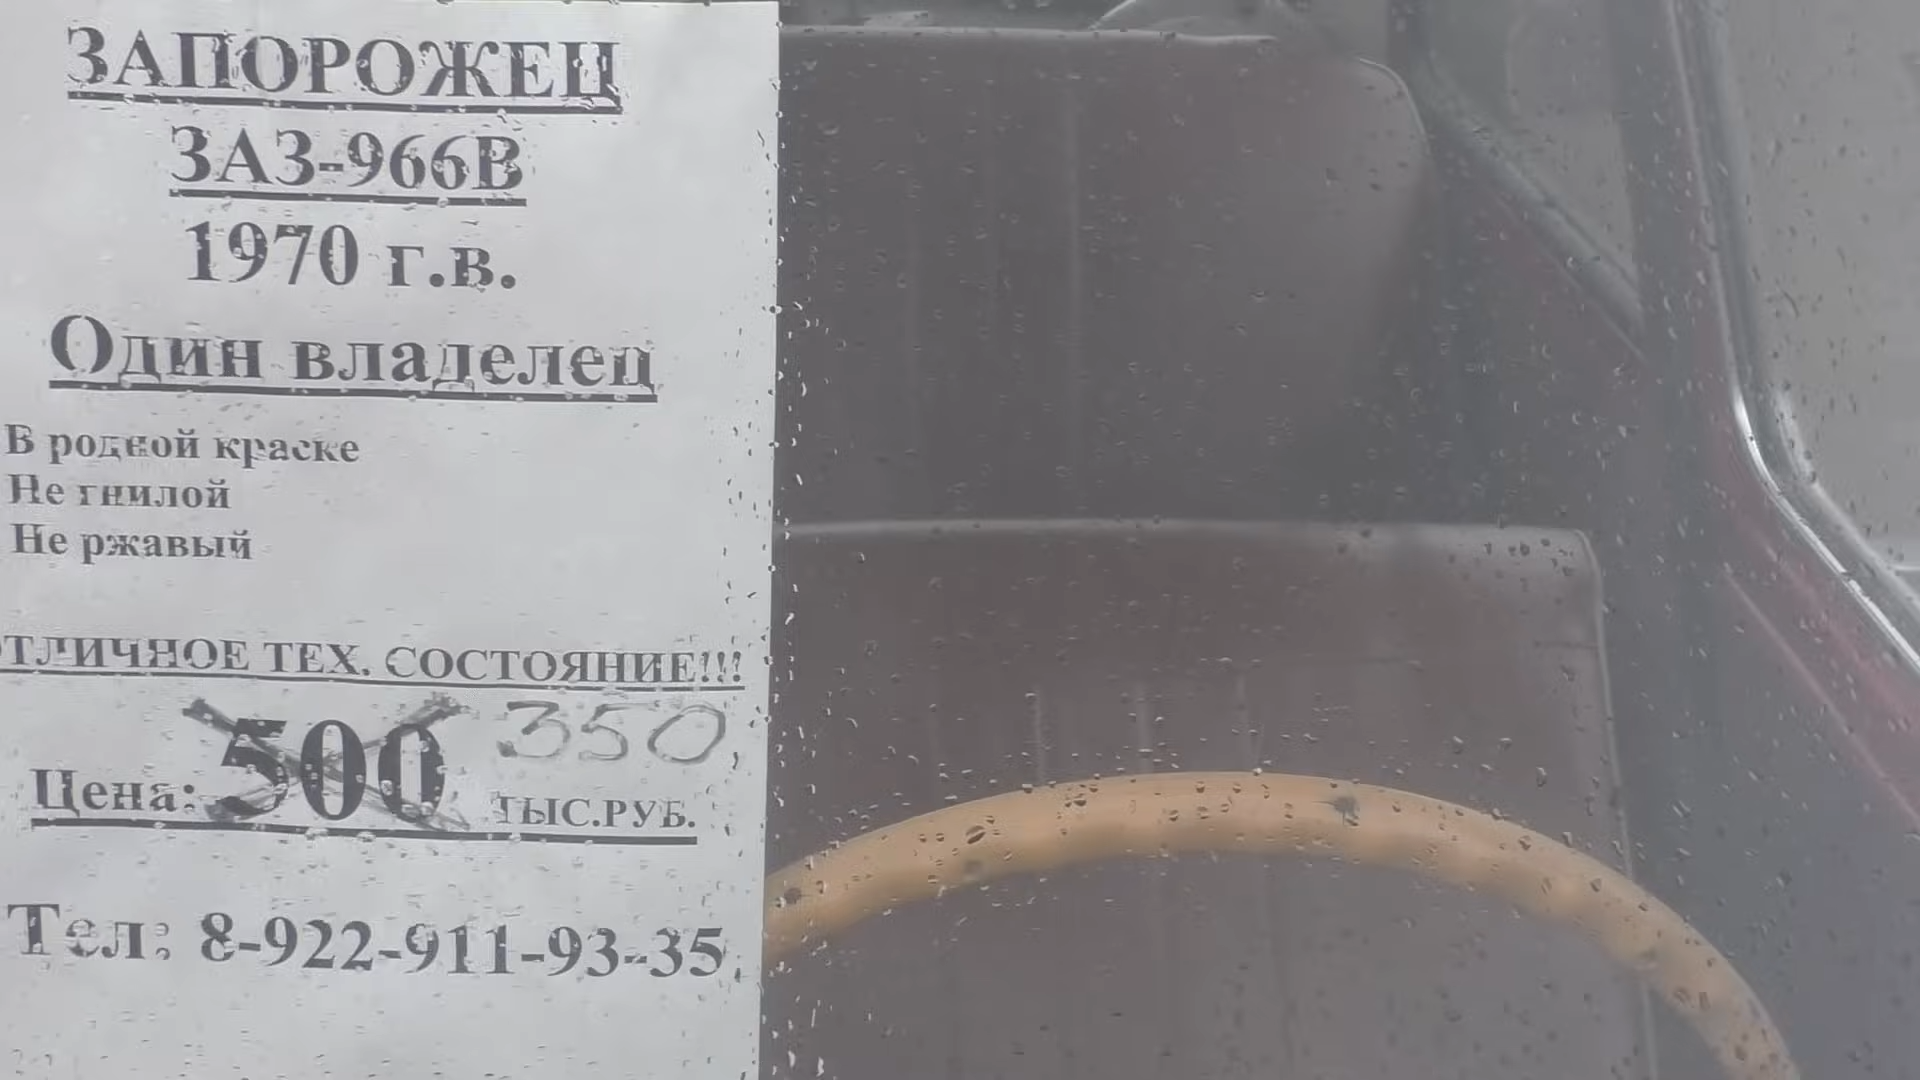 ЗАПОРОЖЕЦ
ЗАЗ-966В
1970 г.в.
Один владелец
В родной краске
Не гнилой
Не ржавый
ОТЛИЧНОЕ ТЕХ. СОСТОЯНИЕ!!!
Цена: 500 350 ТЫС.РУБ.
Тел: 8-922-911-93-35